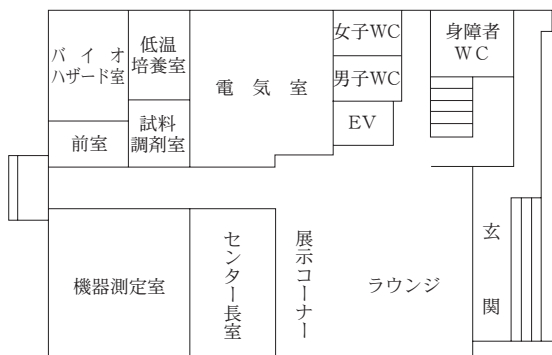 バイオ
ハザード室
低温
培養室
電気室
女子WC
男子WC
EV
身障者
WC
前室
試料
調剤室
機器測定室
センター長室
展示コーナー
ラウンジ
玄関